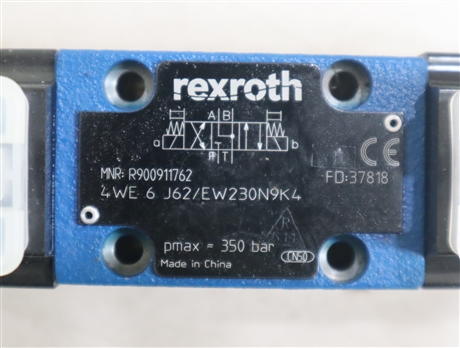 rexroth
A B
a b
P T
MNR: R900911762
FD:37818
CE
4WE 6 J62/EW230N9K4
pmax = 350 bar
Made in China
CN50